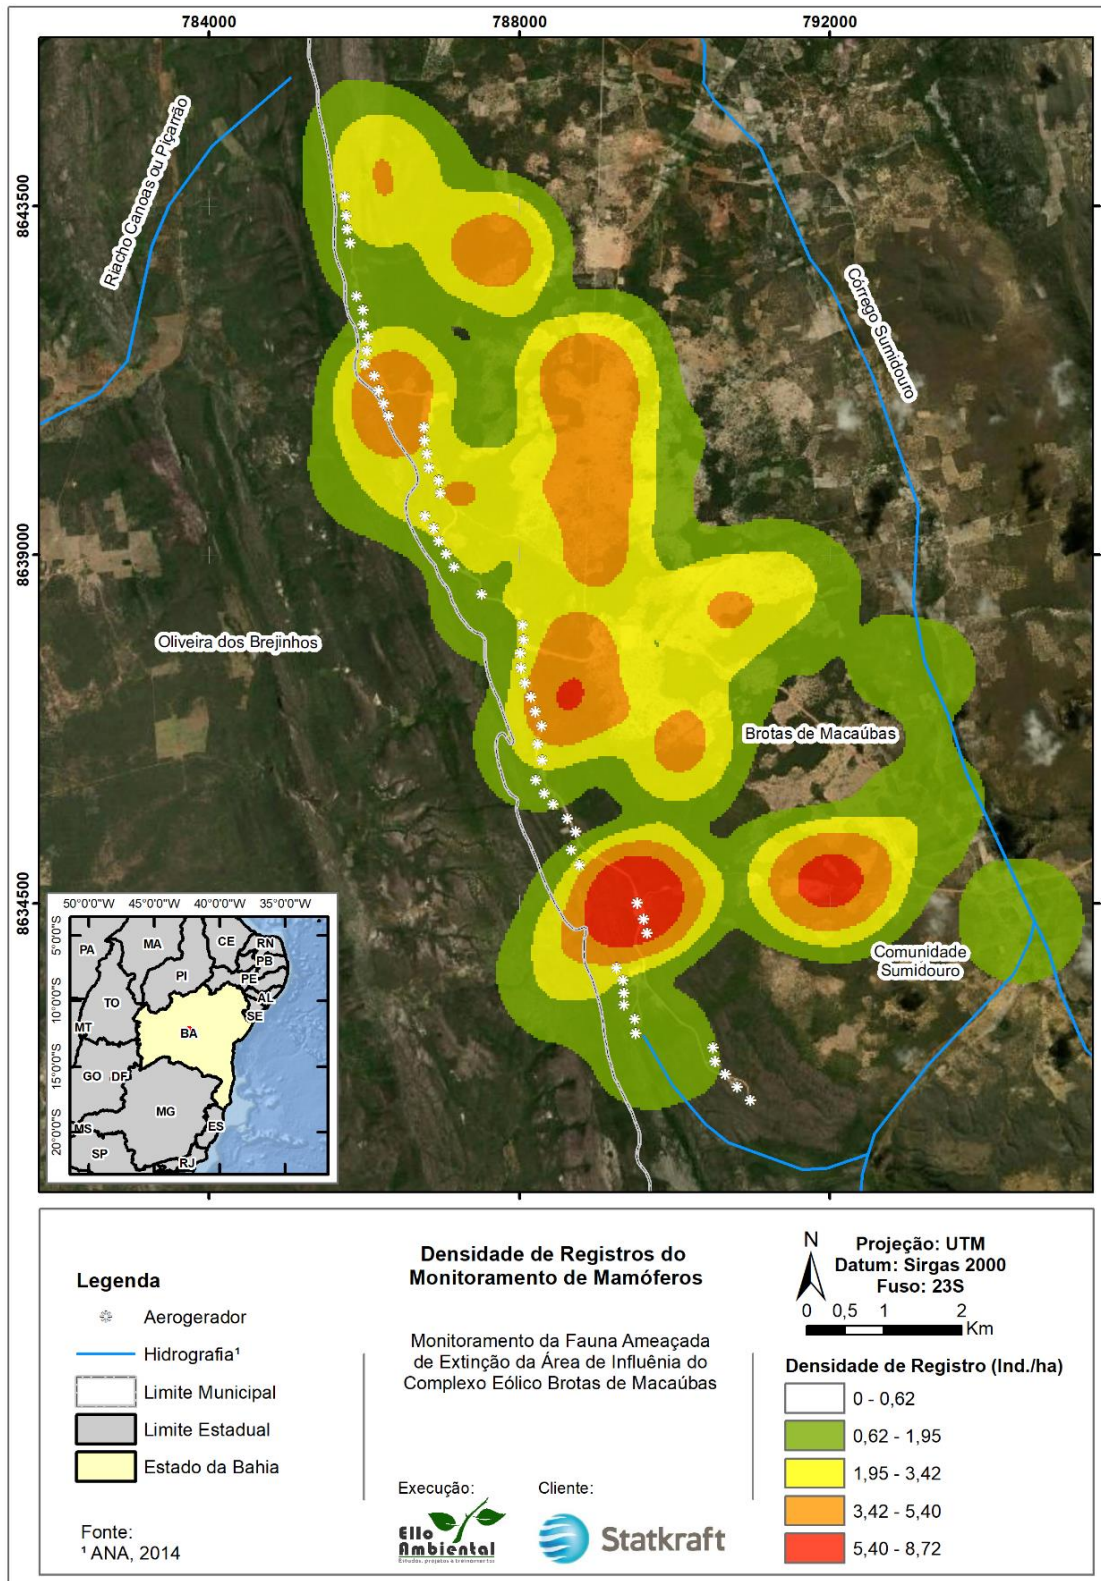 784000
788000
792000
8643500
8639000
8634500
Riacho Canoas ou Piçarrão
Córrego Sumidouro
Oliveira dos Brejinhos
Brotas de Macaúbas
Comunidade
Sumidouro
50°0'0"W
45°0'0"W
40°0'0"W
35°0'0"W
5°0'0"S
10°0'0"S
15°0'0"S
20°0'0"S
PA
MA
CE
RN
PB
PI
PE
AL
SE
TO
MT
BA
GO
DF
MG
ES
MS
SP
RJ
Legenda
Aerogerador
Hidrografia¹
Limite Municipal
Limite Estadual
Estado da Bahia
Fonte:
¹ ANA, 2014
Densidade de Registros do
Monitoramento de Mamóferos
Monitoramento da Fauna Ameaçada
de Extinção da Área de Influênia do
Complexo Eólico Brotas de Macaúbas
Execução:
Cliente:
Ello
Ambiental
Estudos, projetos e treinamentos
Statkraft
N
Projeção: UTM
Datum: Sirgas 2000
Fuso: 23S
0 0,5 1 2
Km
Densidade de Registro (Ind./ha)
0 - 0,62
0,62 - 1,95
1,95 - 3,42
3,42 - 5,40
5,40 - 8,72